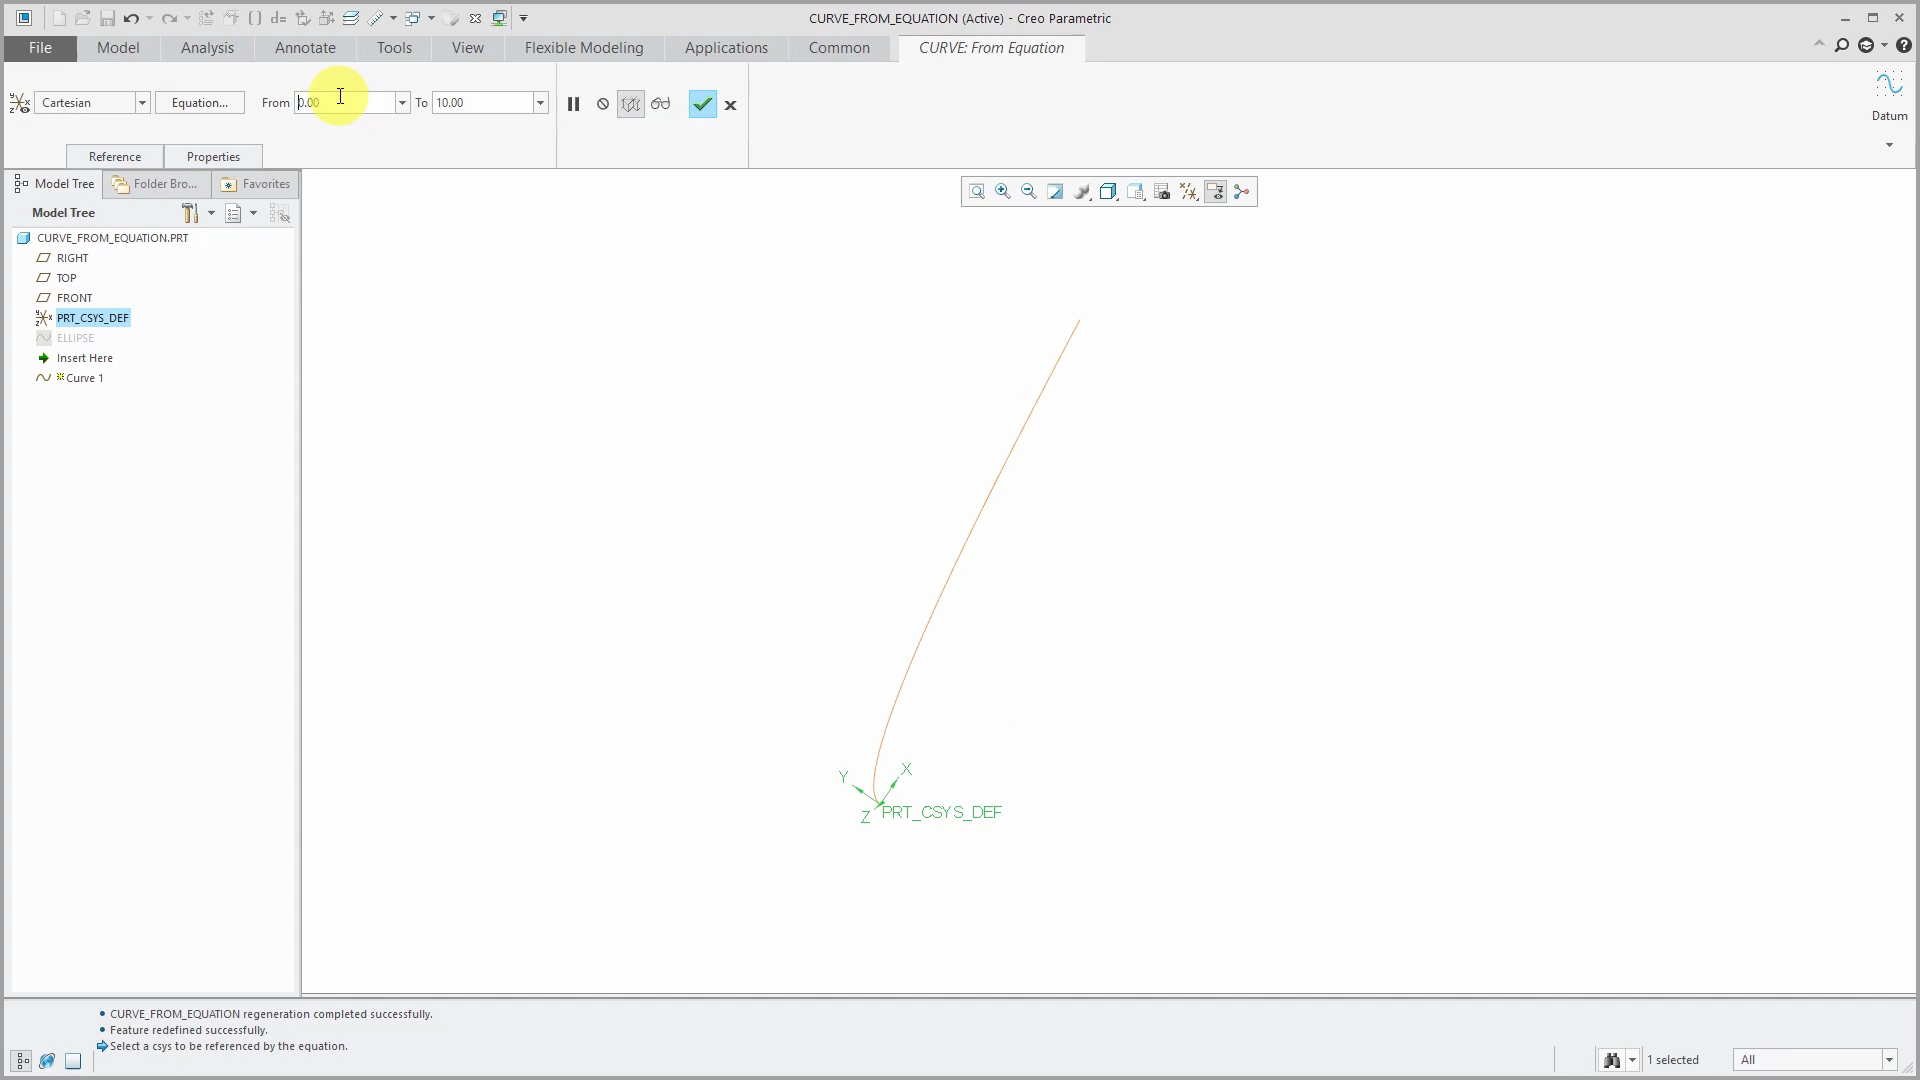 CURVE_FROM_EQUATION (Active) - Creo Parametric
File Model Analysis Annotate Tools View Flexible Modeling Applications Common CURVE: From Equation
Cartesian Equation... From 0.00 To 10.00
Datum
Reference Properties
Model Tree Folder Bro... Favorites
Model Tree
CURVE_FROM_EQUATION.PRT
RIGHT
TOP
FRONT
PRT_CSYS_DEF
ELLIPSE
Insert Here
Curve 1
Y X
Z PRT_CSYS_DEF
CURVE_FROM_EQUATION regeneration completed successfully.
Feature redefined successfully.
Select a csys to be referenced by the equation.
1 selected All